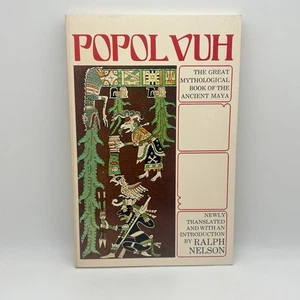 POPOL VUH
THE GREAT
MYTHOLOGICAL
BOOK OF THE
ANCIENT MAYA
NEWLY
TRANSLATED
AND WITH AN
INTRODUCTION
BY RALPH
NELSON